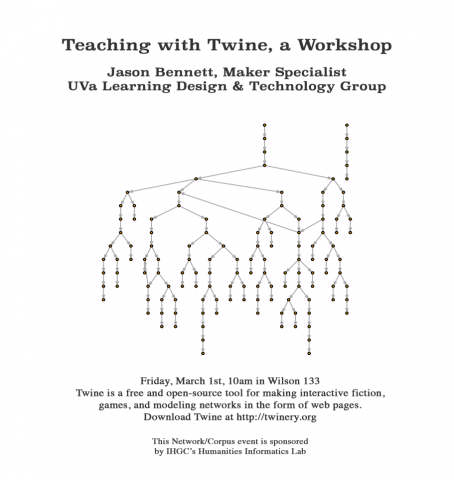 Teaching with Twine, a Workshop
Jason Bennett, Maker Specialist
UVa Learning Design & Technology Group
Friday, March 1st, 10am in Wilson 133
Twine is a free and open-source tool for making interactive fiction,
games, and modeling networks in the form of web pages.
Download Twine at http://twinery.org
This Network/Corpus event is sponsored
by IHGC's Humanities Informatics Lab